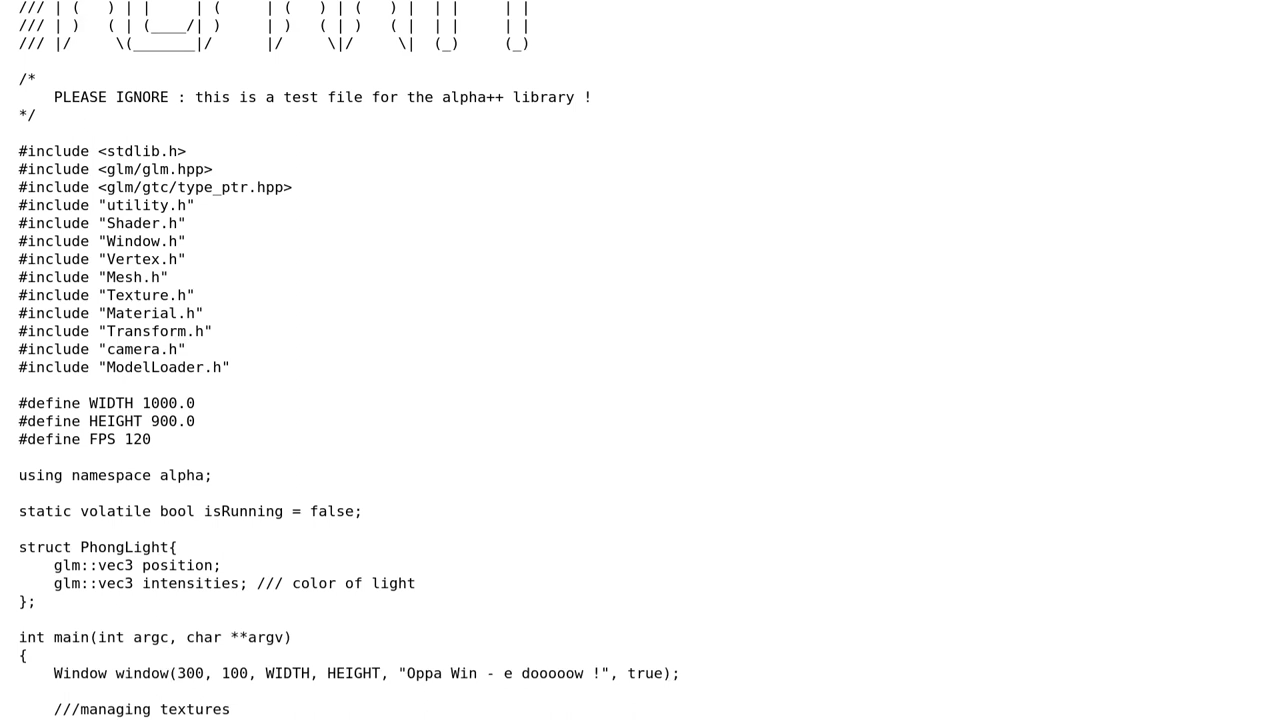 /// | (   ) | |     | | (     | (   ) | (   ) |  | |     | |
/// | )   ( | (____/| )     | )   ( | )   ( |  | |     | |
/// |/     \(_______|/      |/     \|/     \|  (_)     (_)

/*
    PLEASE IGNORE : this is a test file for the alpha++ library !
*/

#include <stdlib.h>
#include <glm/glm.hpp>
#include <glm/gtc/type_ptr.hpp>
#include "utility.h"
#include "Shader.h"
#include "Window.h"
#include "Vertex.h"
#include "Mesh.h"
#include "Texture.h"
#include "Material.h"
#include "Transform.h"
#include "camera.h"
#include "ModelLoader.h"

#define WIDTH 1000.0
#define HEIGHT 900.0
#define FPS 120

using namespace alpha;

static volatile bool isRunning = false;

struct PhongLight{
    glm::vec3 position;
    glm::vec3 intensities; /// color of light
};

int main(int argc, char **argv)
{
    Window window(300, 100, WIDTH, HEIGHT, "Oppa Win - e dooooow !", true);

    ///managing textures